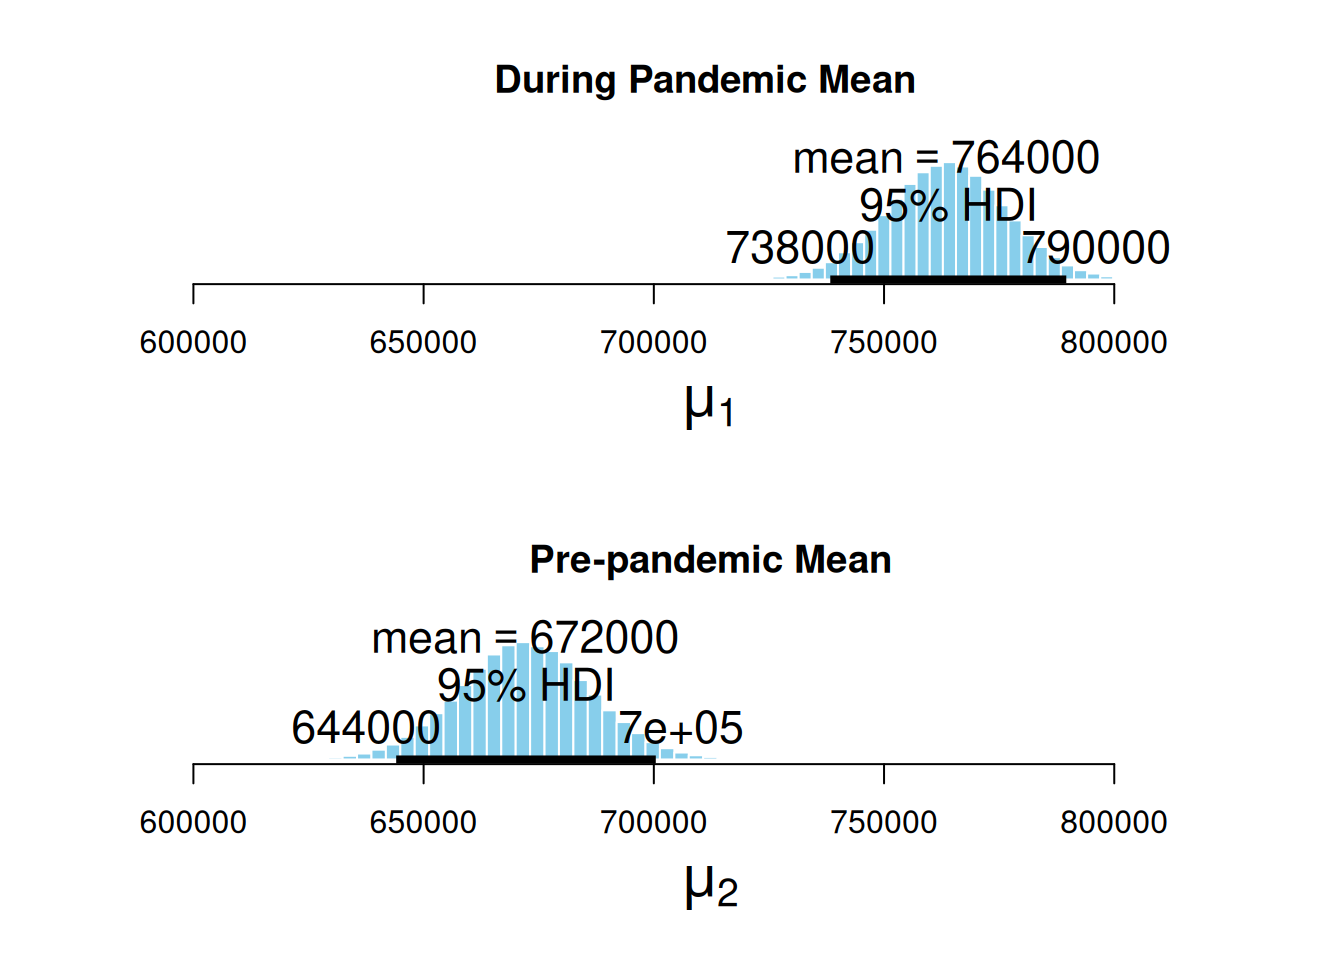 During Pandemic Mean
mean = 764000
95% HDI
738000 790000
600000 650000 700000 750000 800000
μ1
Pre-pandemic Mean
mean = 672000
95% HDI
644000 7e+05
600000 650000 700000 750000 800000
μ2